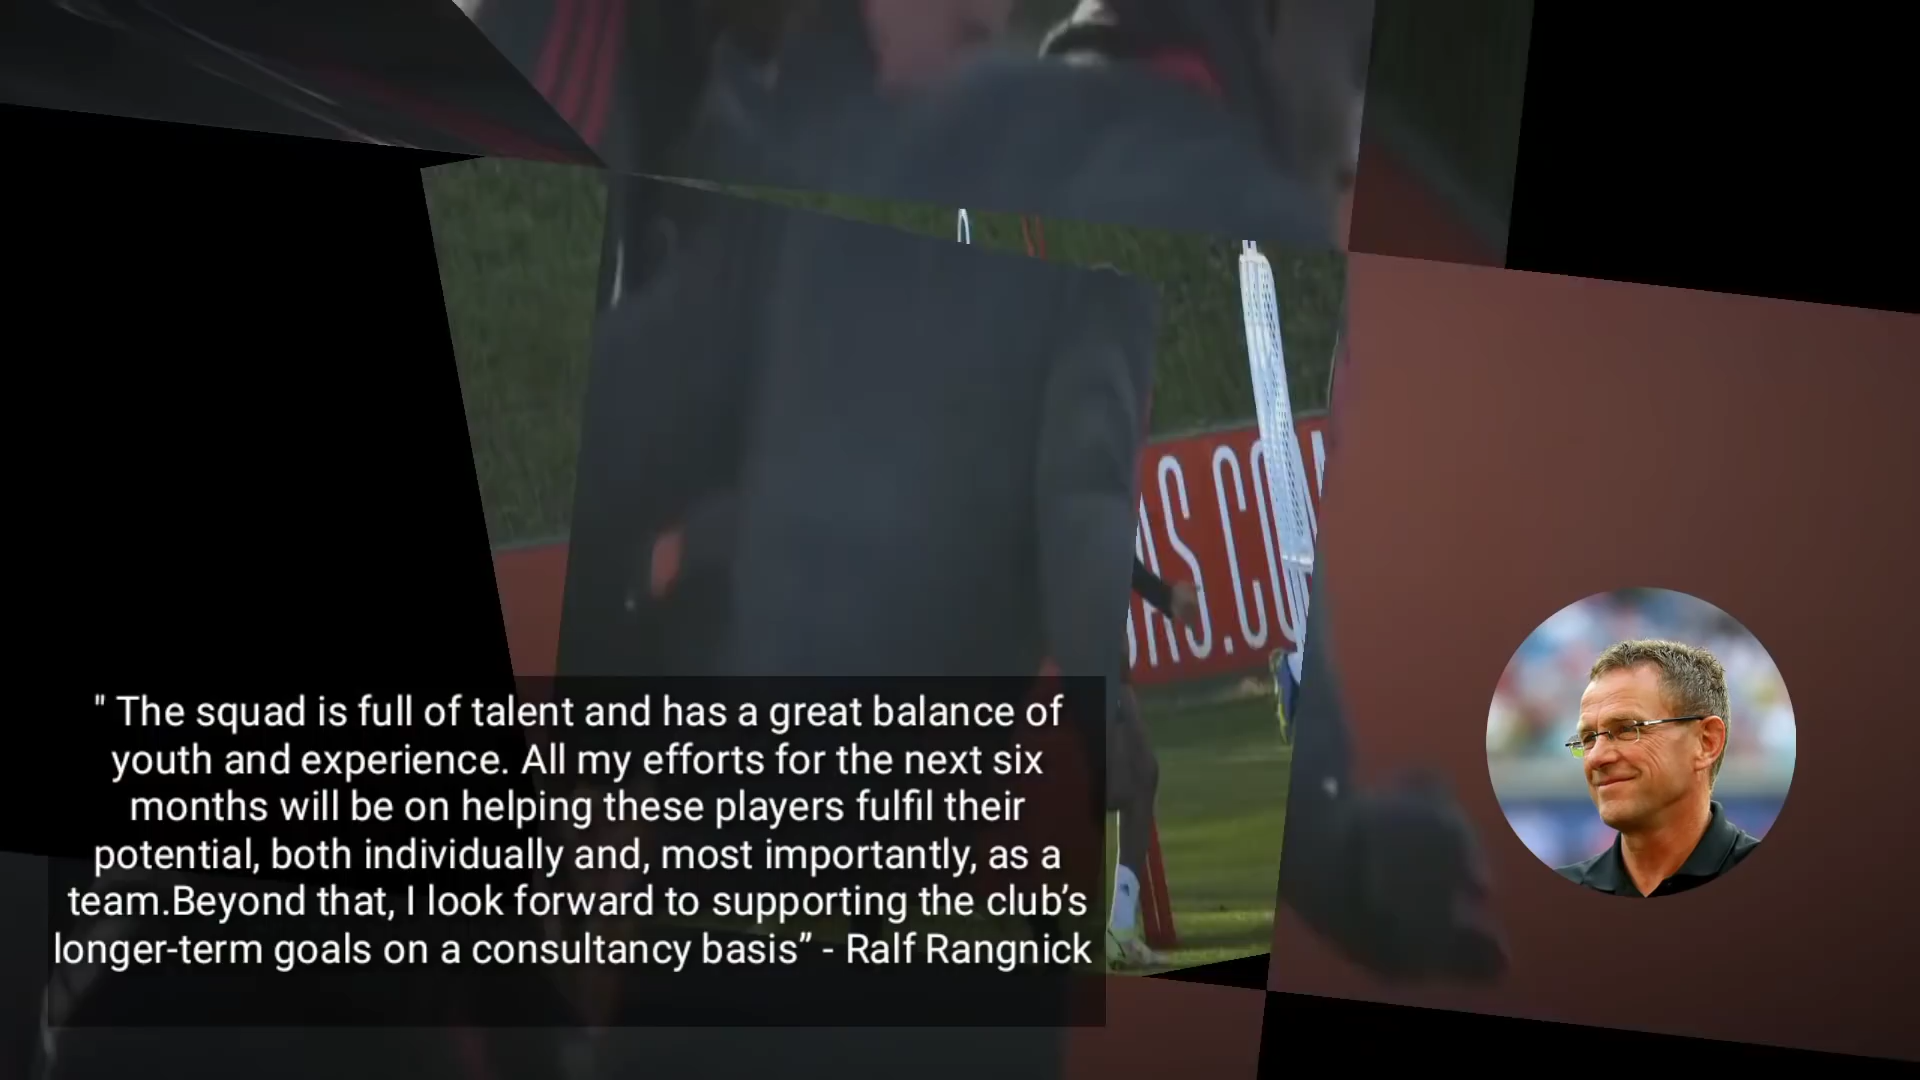 " The squad is full of talent and has a great balance of
youth and experience. All my efforts for the next six
months will be on helping these players fulfil their
potential, both individually and, most importantly, as a
team.Beyond that, I look forward to supporting the club’s
longer-term goals on a consultancy basis” - Ralf Rangnick
AS.CO